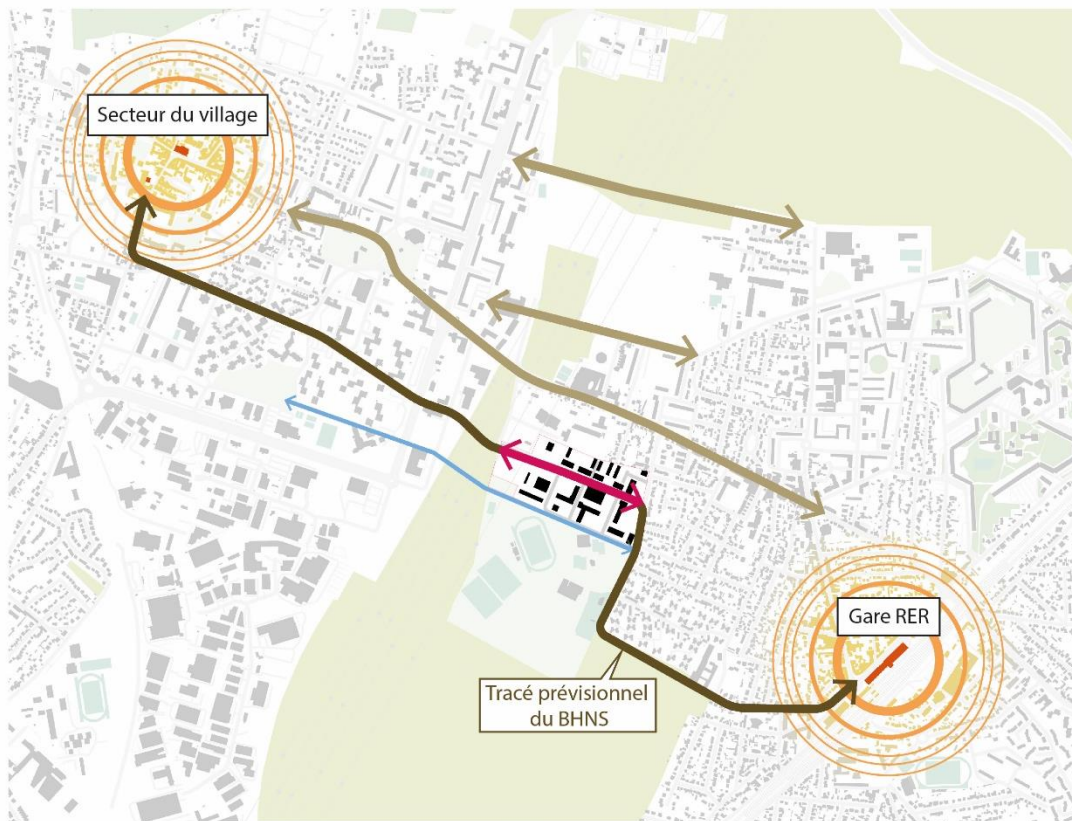 Secteur du village
Gare RER
Tracé prévisionnel
du BHNS